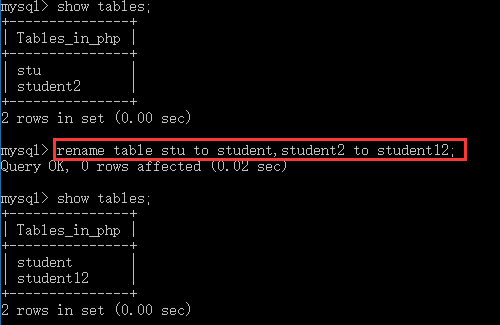 mysql> show tables;
+---------------+
| Tables_in_php |
+---------------+
| stu           |
| student2      |
+---------------+
2 rows in set (0.00 sec)
mysql> rename table stu to student,student2 to student12;
Query OK, 0 rows affected (0.02 sec)
mysql> show tables;
+---------------+
| Tables_in_php |
+---------------+
| student       |
| student12     |
+---------------+
2 rows in set (0.00 sec)